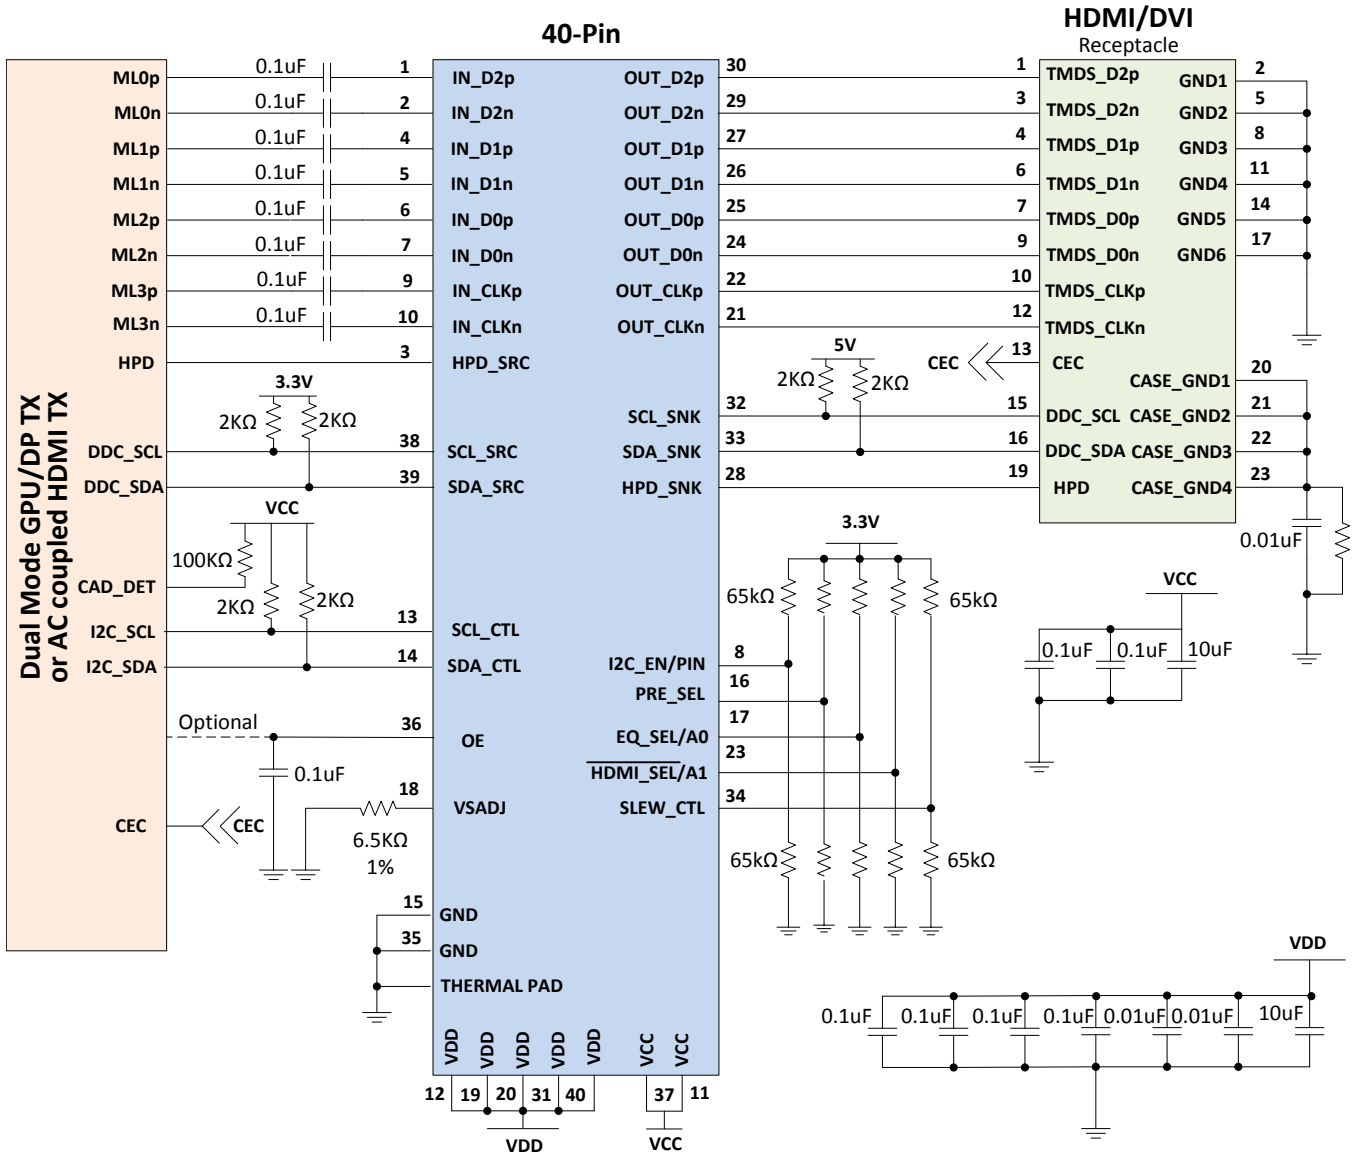 40-Pin
HDMI/DVI
Receptacle
Dual Mode GPU/DP TX
or AC coupled HDMI TX
ML0p 0.1uF 1 IN_D2p OUT_D2p 30 1 TMDS_D2p GND1 2
ML0n 0.1uF 2 IN_D2n OUT_D2n 29 3 TMDS_D2n GND2 5
ML1p 0.1uF 4 IN_D1p OUT_D1p 27 4 TMDS_D1p GND3 8
ML1n 0.1uF 5 IN_D1n OUT_D1n 26 6 TMDS_D1n GND4 11
ML2p 0.1uF 6 IN_D0p OUT_D0p 25 7 TMDS_D0p GND5 14
ML2n 0.1uF 7 IN_D0n OUT_D0n 24 9 TMDS_D0n GND6 17
ML3p 0.1uF 9 IN_CLKp OUT_CLKp 22 10 TMDS_CLKp
ML3n 0.1uF 10 IN_CLKn OUT_CLKn 21 12 TMDS_CLKn
HPD 3 HPD_SRC 5V CEC 13 CEC
3.3V 2KΩ 2KΩ CASE_GND1 20
2KΩ 2KΩ SCL_SNK 32 15 DDC_SCL CASE_GND2 21
DDC_SCL 38 SCL_SRC SDA_SNK 33 16 DDC_SDA CASE_GND3 22
DDC_SDA 39 SDA_SRC HPD_SNK 28 19 HPD CASE_GND4 23
VCC 3.3V 0.01uF
100KΩ
CAD_DET 2KΩ 2KΩ 65kΩ 65kΩ VCC
I2C_SCL 13 SCL_CTL
I2C_SDA 14 SDA_CTL I2C_EN/PIN 8 0.1uF 0.1uF 10uF
PRE_SEL 16
Optional 36 OE EQ_SEL/A0 17
0.1uF HDMI_SEL/A1 23
18 VSADJ SLEW_CTL 34
CEC CEC 6.5KΩ
1%
65kΩ 65kΩ
15 GND
35 GND
THERMAL PAD
VDD
0.1uF 0.1uF 0.1uF 0.1uF 0.01uF 0.01uF 10uF
VDD VDD VDD VDD VDD VCC VCC
12 19 20 31 40 37 11
VDD VCC